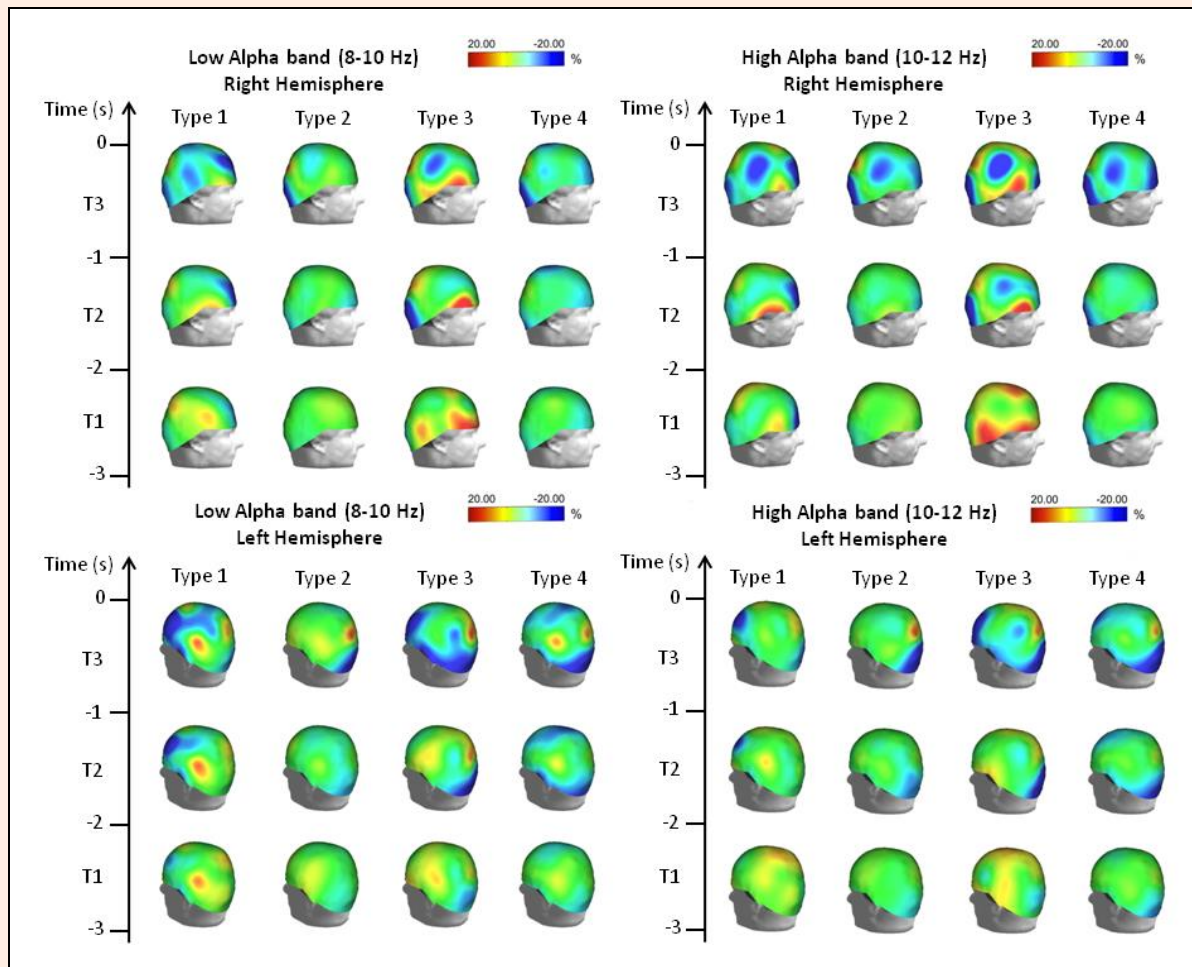 Low Alpha band (8-10 Hz)
Right Hemisphere
20.00 -20.00
%
Time (s)
Type 1 Type 2 Type 3 Type 4
0
T3
-1
T2
-2
T1
-3
High Alpha band (10-12 Hz)
Right Hemisphere
20.00 -20.00
%
Time (s)
Type 1 Type 2 Type 3 Type 4
0
T3
-1
T2
-2
T1
-3
Low Alpha band (8-10 Hz)
Left Hemisphere
20.00 -20.00
%
Time (s)
Type 1 Type 2 Type 3 Type 4
0
T3
-1
T2
-2
T1
-3
High Alpha band (10-12 Hz)
Left Hemisphere
20.00 -20.00
%
Time (s)
Type 1 Type 2 Type 3 Type 4
0
T3
-1
T2
-2
T1
-3